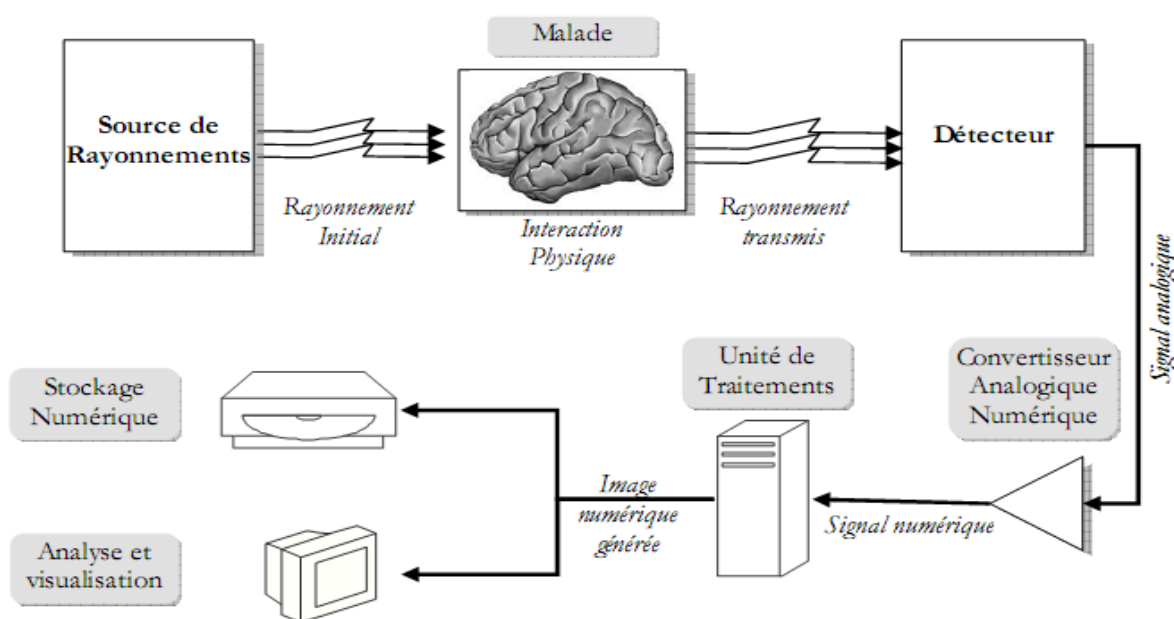 Malade
Source de
Rayonnements
Détecteur
Rayonnement
Initial
Interaction
Physique
Rayonnement
transmis
Signal analogique
Stockage
Numérique
Unité de
Traitements
Convertisseur
Analogique
Numérique
Image
numérique
générée
Signal numérique
Analyse et
visualisation